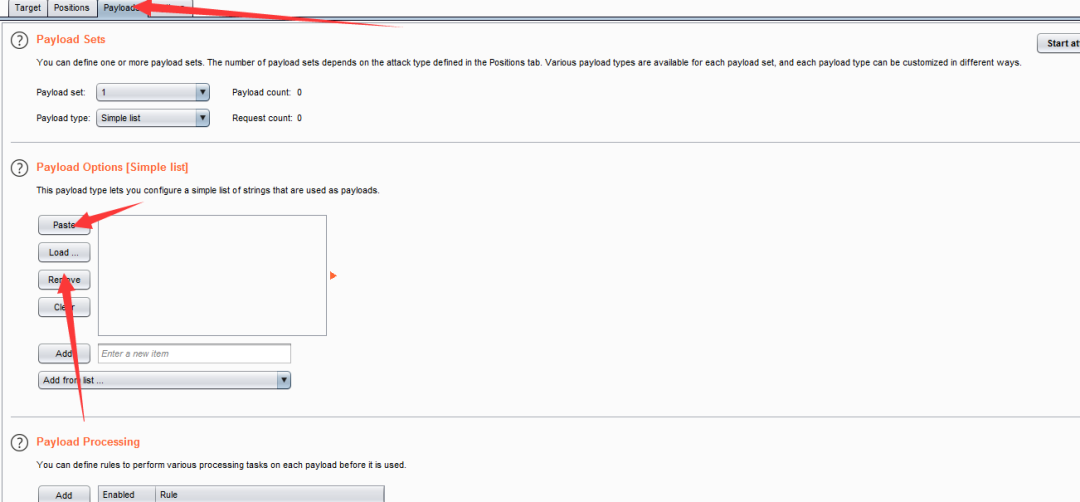 Target Positions Payloads
Payload Sets
Start at
You can define one or more payload sets. The number of payload sets depends on the attack type defined in the Positions tab. Various payload types are available for each payload set, and each payload type can be customized in different ways.
Payload set: 1 Payload count: 0
Payload type: Simple list Request count: 0
Payload Options [Simple list]
This payload type lets you configure a simple list of strings that are used as payloads.
Paste
Load ...
Remove
Clear
Add Enter a new item
Add from list ...
Payload Processing
You can define rules to perform various processing tasks on each payload before it is used.
Add Enabled Rule